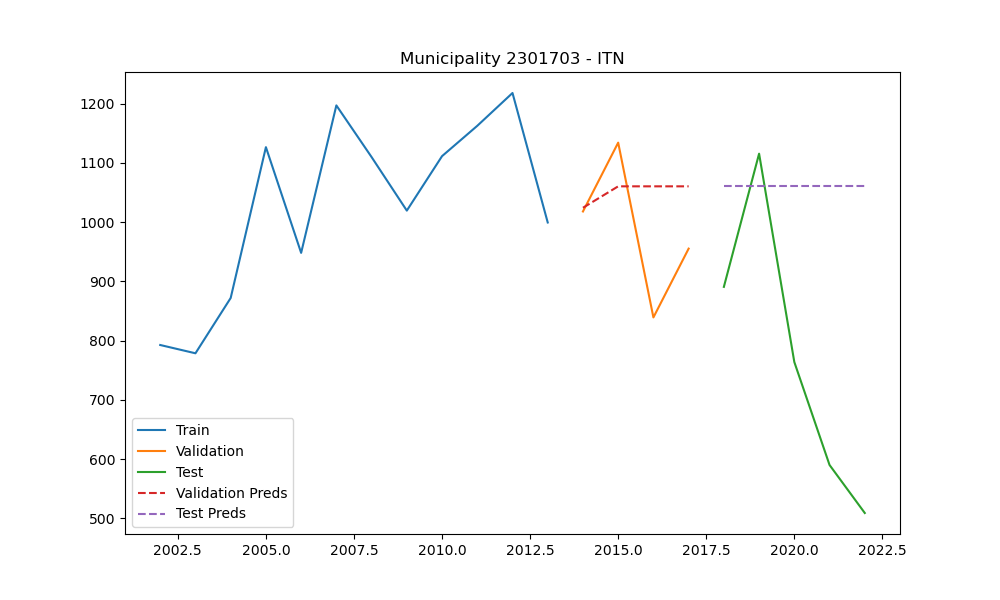 Municipality 2301703 - ITN
1200
1100
1000
900
800
700
600
500
Train
Validation
Test
Validation Preds
Test Preds
2002.5 2005.0 2007.5 2010.0 2012.5 2015.0 2017.5 2020.0 2022.5